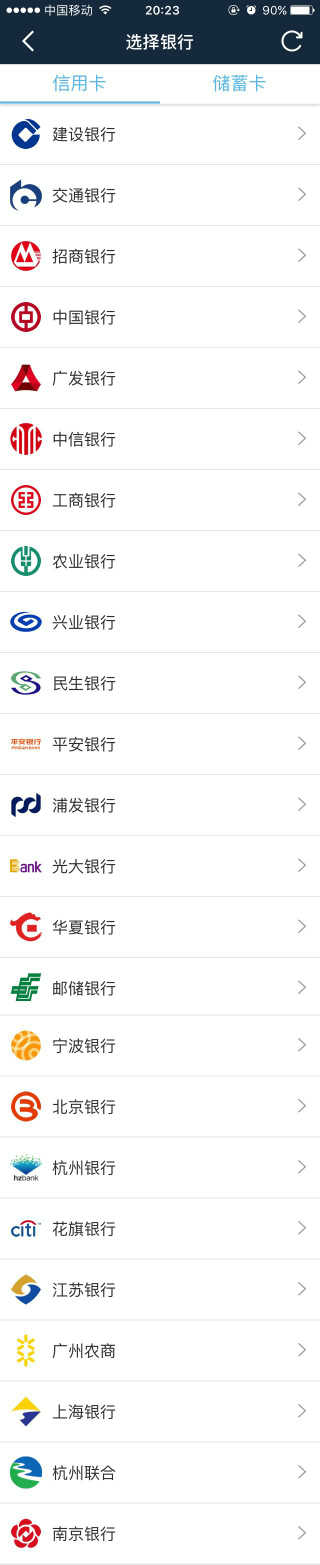 中国移动 20:23 90%
选择银行
信用卡 储蓄卡
建设银行
交通银行
招商银行
中国银行
广发银行
中信银行
工商银行
农业银行
兴业银行
民生银行
平安银行
PINGAN BANK
平安银行
浦发银行
Bank 光大银行
华夏银行
邮储银行
宁波银行
北京银行
hzbank 杭州银行
citi 花旗银行
江苏银行
广州农商
上海银行
杭州联合
南京银行